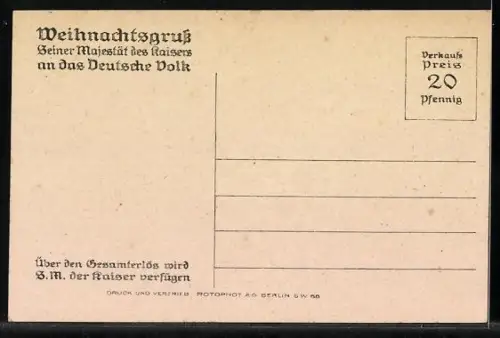 Weihnachtsgruß
Seiner Majestät des Kaisers
an das Deutsche Volk
Verkaufs
Preis
20
Pfennig
Über den Gesamterlös wird
S.M. der Kaiser verfügen
DRUCK UND VERTRIEB ROTOPHOT A.G. BERLIN S.W. 68